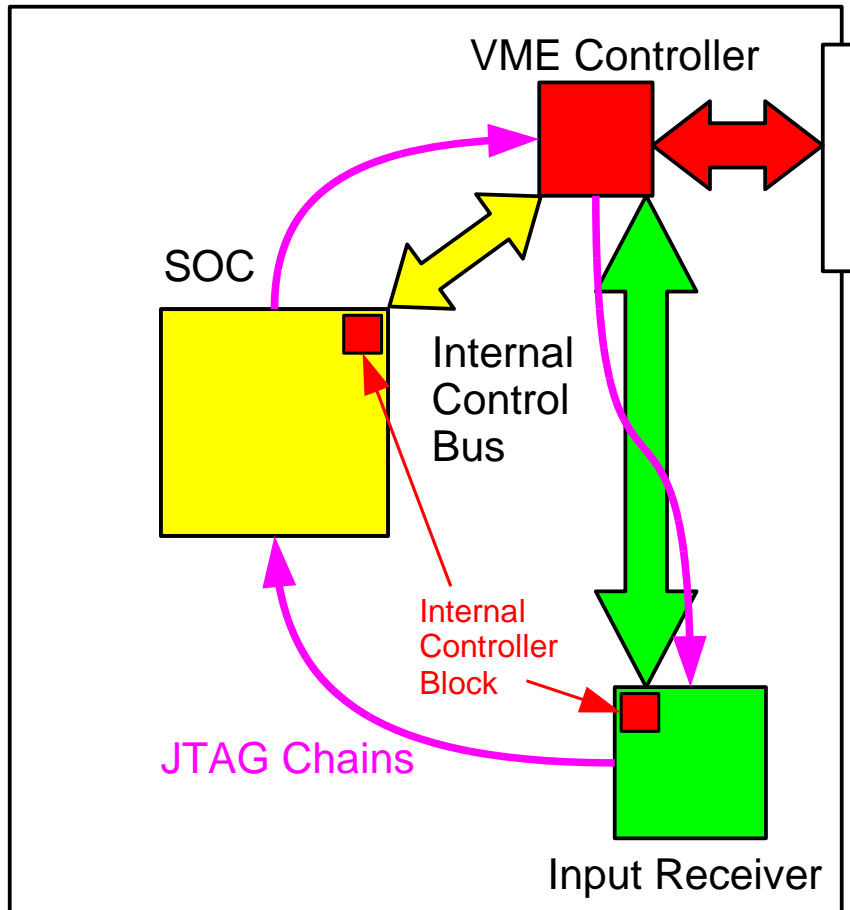 VME Controller
SOC
Internal
Control
Bus
Internal
Controller
Block
JTAG Chains
Input Receiver